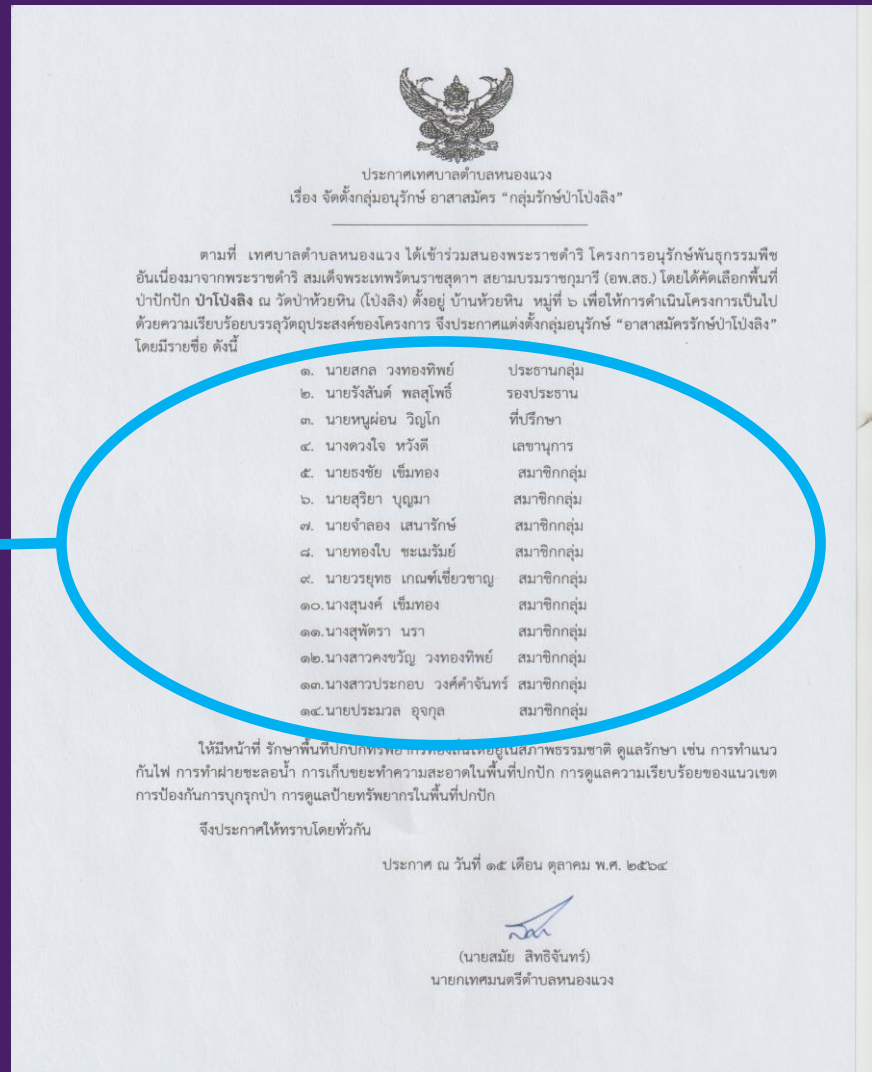 ประกาศเทศบาลตำบลหนองแวง
เรื่อง จัดตั้งกลุ่มอนุรักษ์ อาสาสมัคร “กลุ่มรักษ์ป่าโป่งลิง”
ตามที่ เทศบาลตำบลหนองแวง ได้เข้าร่วมสนองพระราชดำริ โครงการอนุรักษ์พันธุกรรมพืช
อันเนื่องมาจากพระราชดำริ สมเด็จพระเทพรัตนราชสุดาฯ สยามบรมราชกุมารี (อพ.สธ.) โดยได้คัดเลือกพื้นที่
ป่าปักปัก ป่าโป่งลิง ณ วัดป่าห้วยหิน (โป่งลิง) ตั้งอยู่ บ้านห้วยหิน หมู่ที่ ๖ เพื่อให้การดำเนินโครงการเป็นไป
ด้วยความเรียบร้อยบรรลุวัตถุประสงค์ของโครงการ จึงประกาศแต่งตั้งกลุ่มอนุรักษ์ “อาสาสมัครรักษ์ป่าโป่งลิง”
โดยมีรายชื่อ ดังนี้
๑. นายสกล วงทองทิพย์ ประธานกลุ่ม
๒. นายรังสันต์ พลสุโพธิ์ รองประธาน
๓. นายหนูผ่อน วิญโก ที่ปรึกษา
๔. นางดวงใจ หวังดี เลขานุการ
๕. นายธงชัย เข็มทอง สมาชิกกลุ่ม
๖. นายสุริยา บุญมา สมาชิกกลุ่ม
๗. นายจำลอง เสนารักษ์ สมาชิกกลุ่ม
๘. นายทองใบ ชะเมรัมย์ สมาชิกกลุ่ม
๙. นายวรยุทธ เกณฑ์เชี่ยวชาญ สมาชิกกลุ่ม
๑๐.นางสุนงค์ เข็มทอง สมาชิกกลุ่ม
๑๑.นางสุพัตรา นรา สมาชิกกลุ่ม
๑๒.นางสาวคงขวัญ วงทองทิพย์ สมาชิกกลุ่ม
๑๓.นางสาวประกอบ วงศ์คำจันทร์ สมาชิกกลุ่ม
๑๔.นายประมวล อุจกุล สมาชิกกลุ่ม
ให้มีหน้าที่ รักษาพื้นที่ปกปักทรัพยากรท้องถิ่นให้อยู่ในสภาพธรรมชาติ ดูแลรักษา เช่น การทำแนว
กันไฟ การทำฝายชะลอน้ำ การเก็บขยะทำความสะอาดในพื้นที่ปกปัก การดูแลความเรียบร้อยของแนวเขต
การป้องกันการบุกรุกป่า การดูแลป้ายทรัพยากรในพื้นที่ปกปัก
จึงประกาศให้ทราบโดยทั่วกัน
ประกาศ ณ วันที่ ๑๕ เดือน ตุลาคม พ.ศ. ๒๕๖๔
(นายสมัย สิทธิจันทร์)
นายกเทศมนตรีตำบลหนองแวง